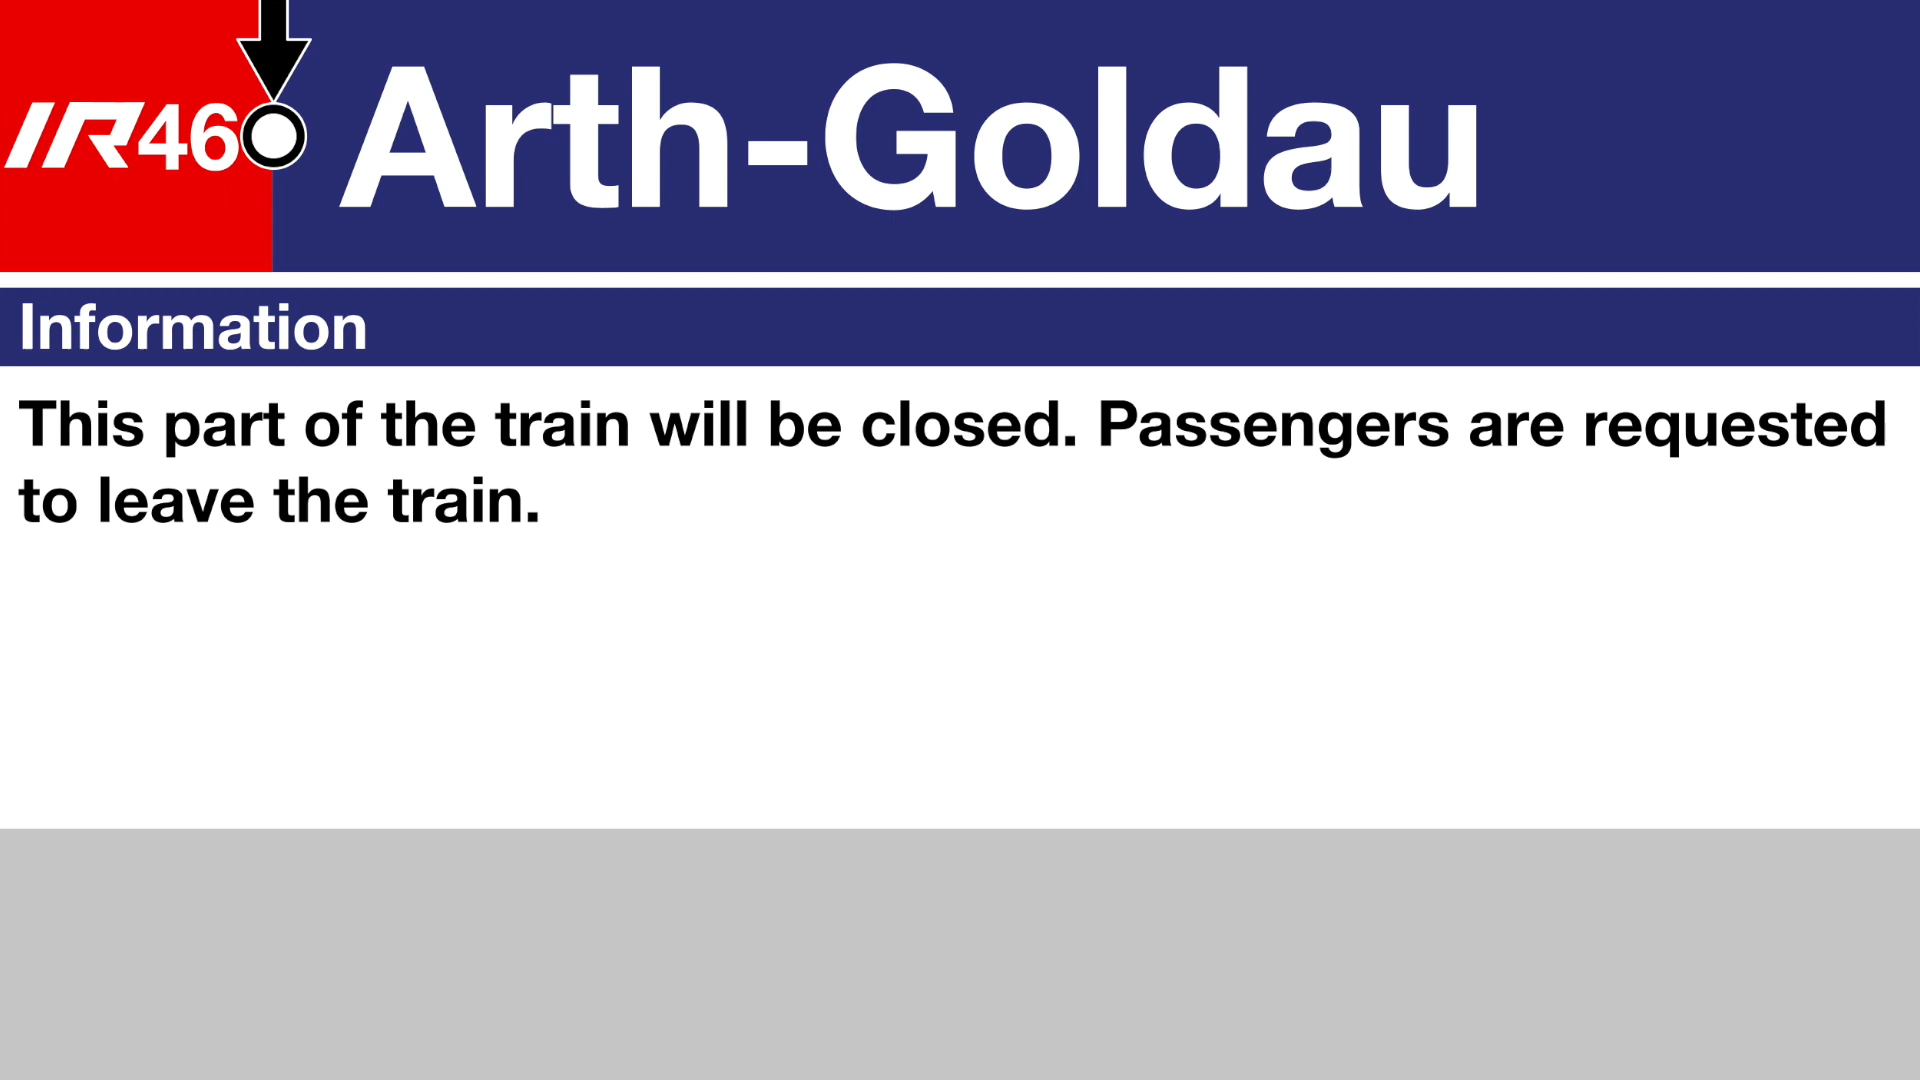 IR46 Arth-Goldau
Information
This part of the train will be closed. Passengers are requested
to leave the train.